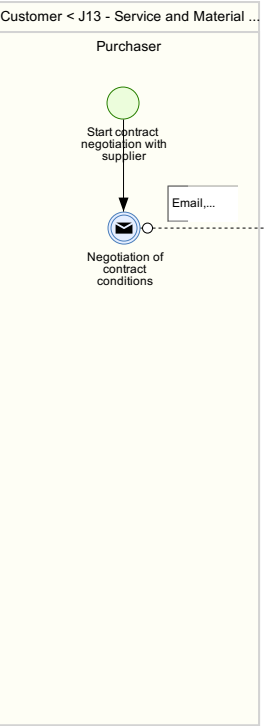 Customer < J13 - Service and Material ...
Purchaser
Start contract
negotiation with
supplier
Email,...
Negotiation of
contract
conditions